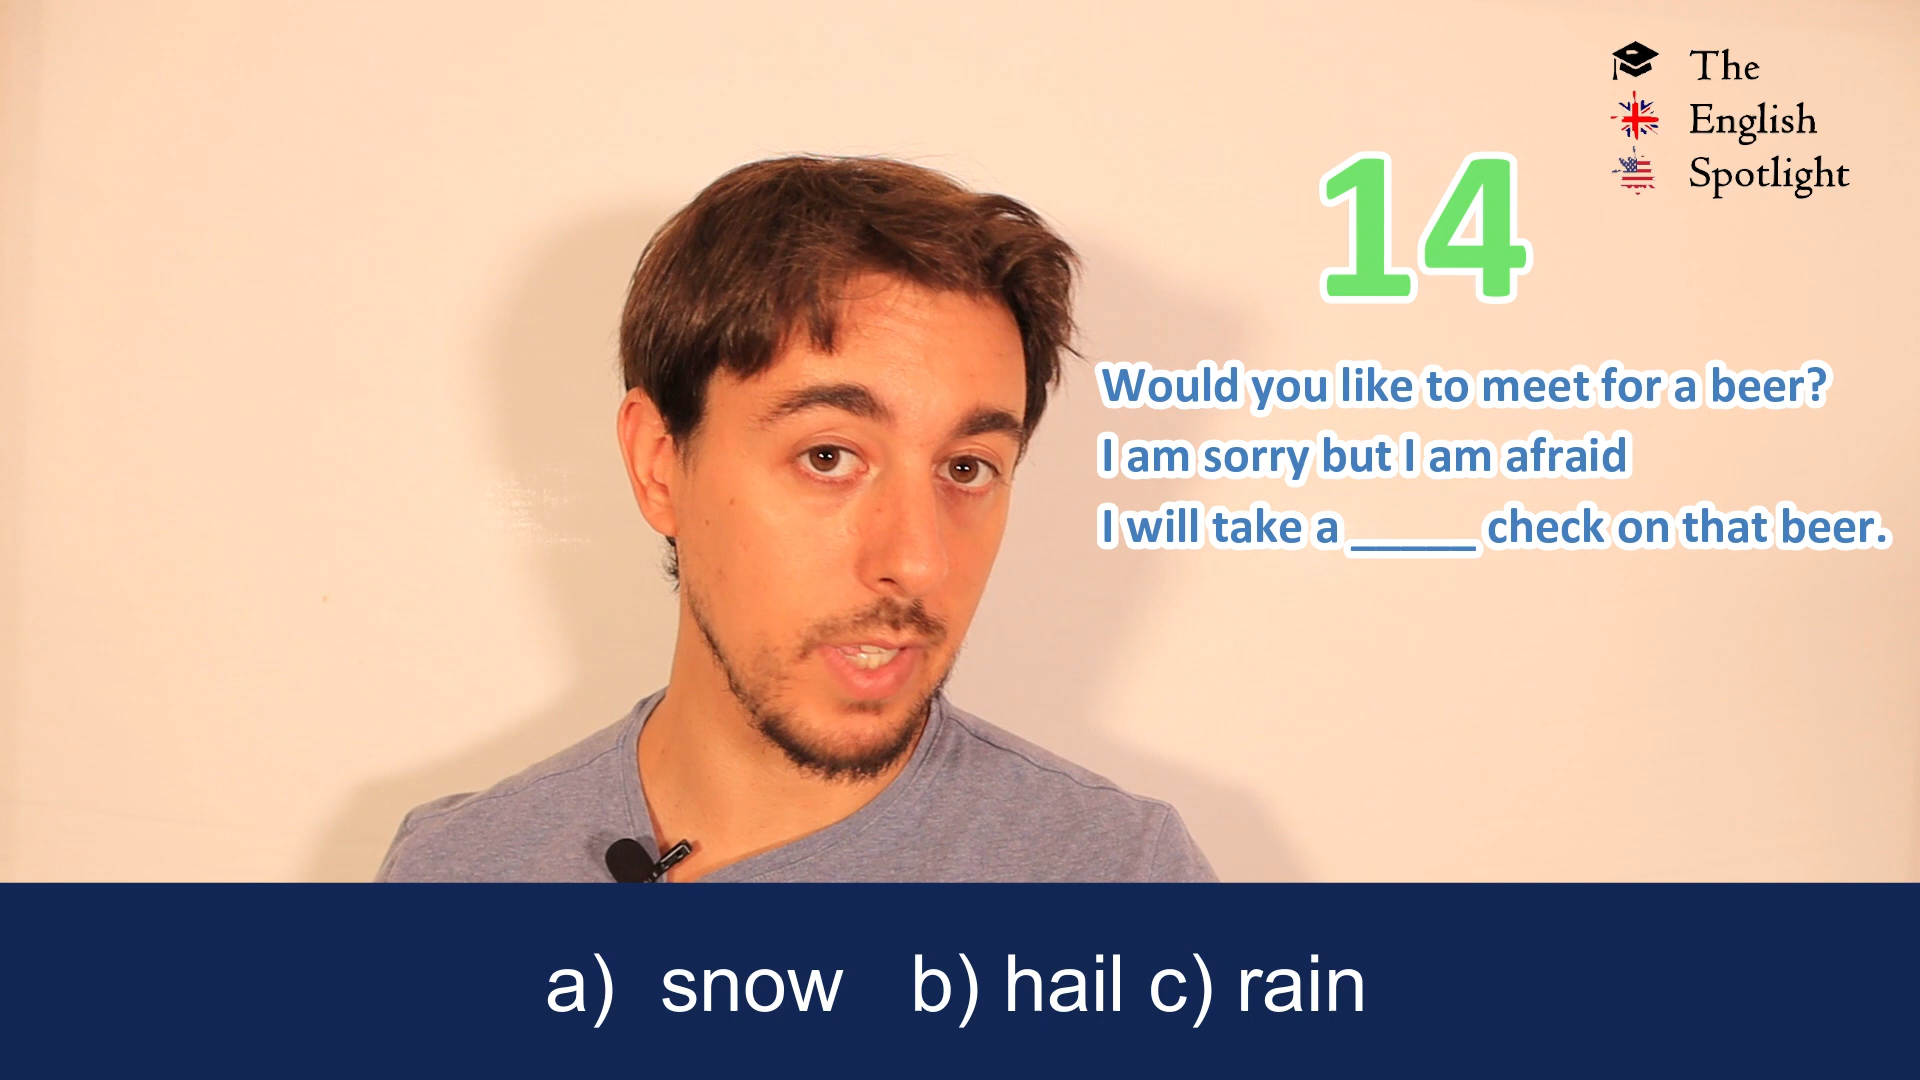 The
English
Spotlight
14
Would you like to meet for a beer?
I am sorry but I am afraid
I will take a _____ check on that beer.
a) snow b) hail c) rain